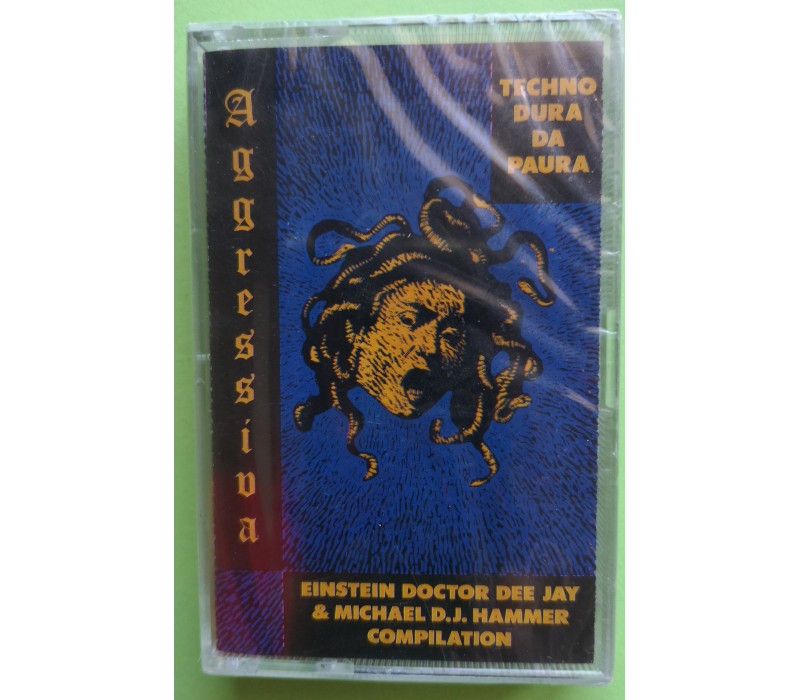 Aggressiva
TECHNO
DURA
DA
PAURA
EINSTEIN DOCTOR DEE JAY
& MICHAEL D.J. HAMMER
COMPILATION